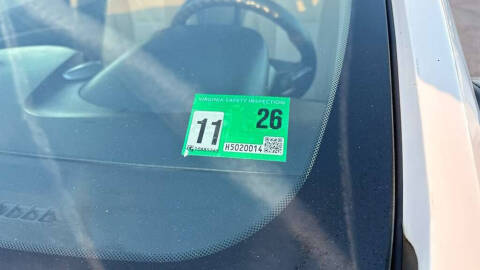 VIRGINIA SAFETY INSPECTION
11
26
H5020014